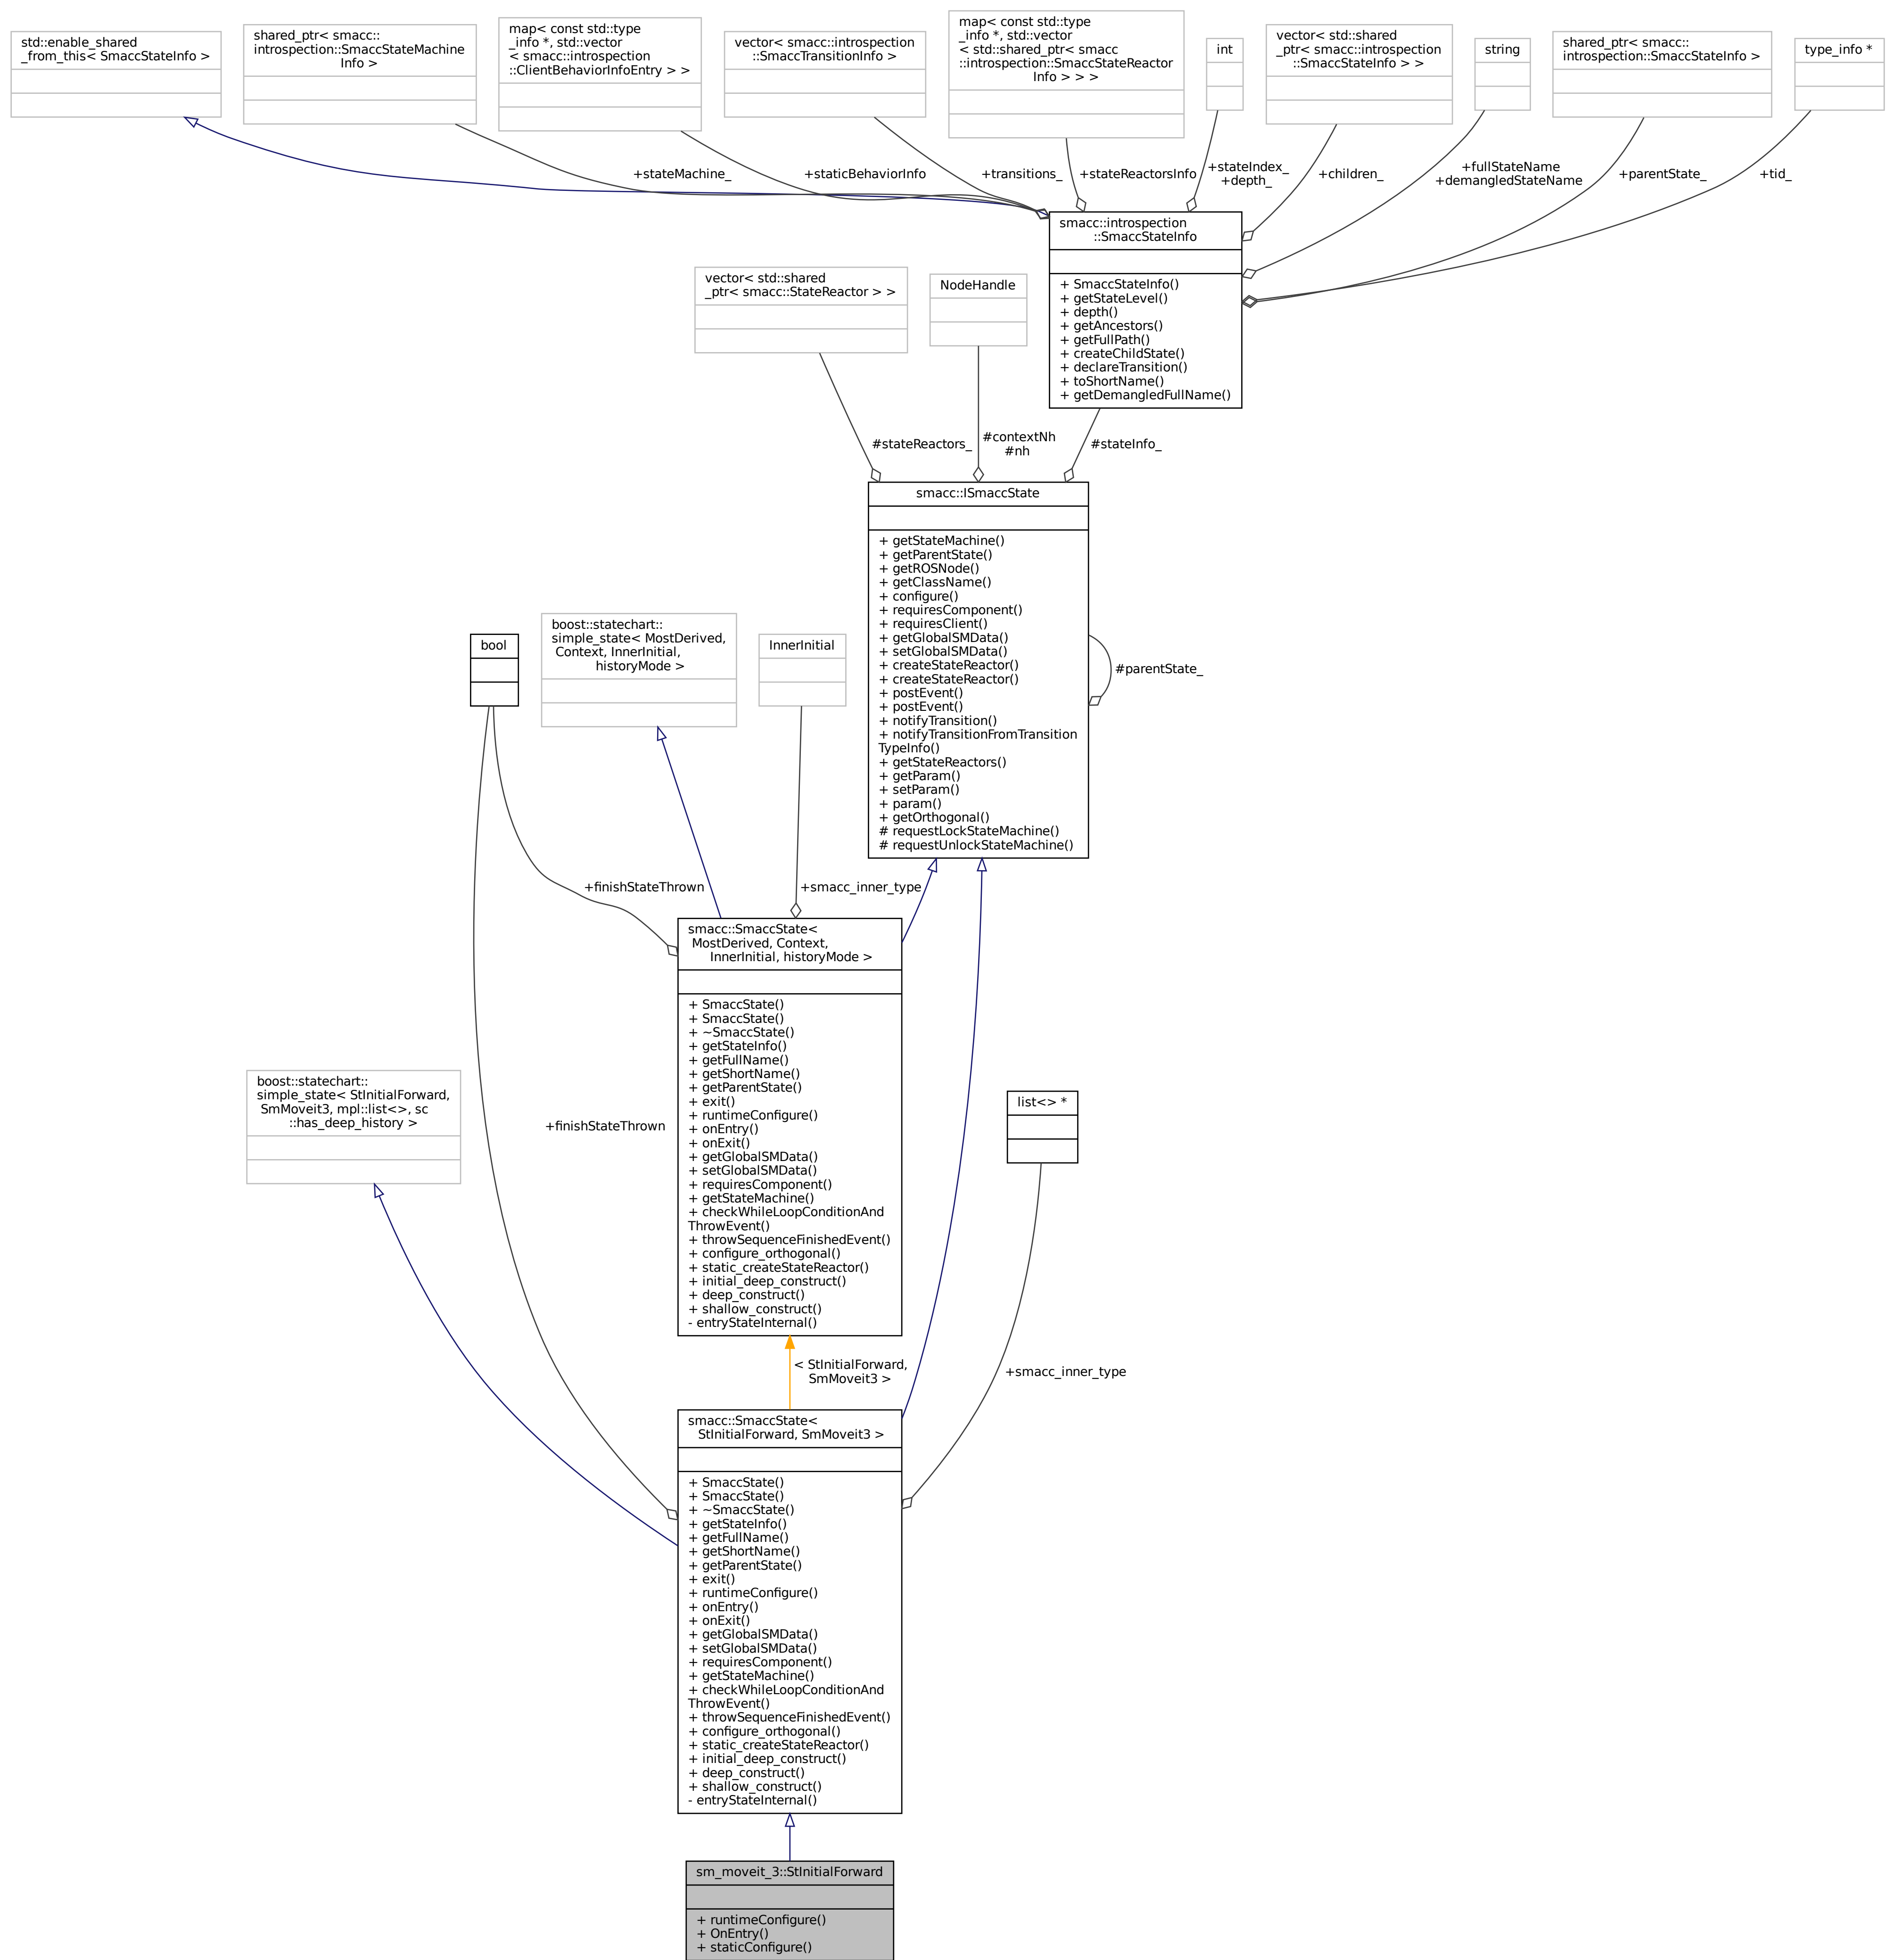 std::enable_shared
_from_this< SmaccStateInfo >
shared_ptr< smacc::
introspection::SmaccStateMachine
Info >
map< const std::type
_info *, std::vector
< smacc::introspection
::ClientBehaviorInfoEntry > >
vector< smacc::introspection
::SmaccTransitionInfo >
map< const std::type
_info *, std::vector
< std::shared_ptr< smacc
::introspection::SmaccStateReactor
Info > > >
int
vector< std::shared
_ptr< smacc::introspection
::SmaccStateInfo > >
string
shared_ptr< smacc::
introspection::SmaccStateInfo >
type_info *
+stateMachine_
+staticBehaviorInfo
+transitions_
+stateReactorsInfo
+stateIndex_
+depth_
+children_
+fullStateName
+demangledStateName
+parentState_
+tid_
smacc::introspection
::SmaccStateInfo
+ SmaccStateInfo()
+ getStateLevel()
+ depth()
+ getAncestors()
+ getFullPath()
+ createChildState()
+ declareTransition()
+ toShortName()
+ getDemangledFullName()
vector< std::shared
_ptr< smacc::StateReactor > >
NodeHandle
#stateReactors_
#contextNh
#nh
#stateInfo_
smacc::ISmaccState
+ getStateMachine()
+ getParentState()
+ getROSNode()
+ getClassName()
+ configure()
+ requiresComponent()
+ requiresClient()
+ getGlobalSMData()
+ setGlobalSMData()
+ createStateReactor()
+ createStateReactor()
+ postEvent()
+ postEvent()
+ notifyTransition()
+ notifyTransitionFromTransition
TypeInfo()
+ getStateReactors()
+ getParam()
+ setParam()
+ param()
+ getOrthogonal()
# requestLockStateMachine()
# requestUnlockStateMachine()
#parentState_
bool
boost::statechart::
simple_state< MostDerived,
Context, InnerInitial,
historyMode >
InnerInitial
+finishStateThrown
+smacc_inner_type
smacc::SmaccState<
MostDerived, Context,
InnerInitial, historyMode >
+ SmaccState()
+ SmaccState()
+ ~SmaccState()
+ getStateInfo()
+ getFullName()
+ getShortName()
+ getParentState()
+ exit()
+ runtimeConfigure()
+ onEntry()
+ onExit()
+ getGlobalSMData()
+ setGlobalSMData()
+ requiresComponent()
+ getStateMachine()
+ checkWhileLoopConditionAnd
ThrowEvent()
+ throwSequenceFinishedEvent()
+ configure_orthogonal()
+ static_createStateReactor()
+ initial_deep_construct()
+ deep_construct()
+ shallow_construct()
- entryStateInternal()
boost::statechart::
simple_state< StInitialForward,
SmMoveit3, mpl::list<>, sc
::has_deep_history >
+finishStateThrown
list<> *
< StInitialForward,
SmMoveit3 >
+smacc_inner_type
smacc::SmaccState<
StInitialForward, SmMoveit3 >
+ SmaccState()
+ SmaccState()
+ ~SmaccState()
+ getStateInfo()
+ getFullName()
+ getShortName()
+ getParentState()
+ exit()
+ runtimeConfigure()
+ onEntry()
+ onExit()
+ getGlobalSMData()
+ setGlobalSMData()
+ requiresComponent()
+ getStateMachine()
+ checkWhileLoopConditionAnd
ThrowEvent()
+ throwSequenceFinishedEvent()
+ configure_orthogonal()
+ static_createStateReactor()
+ initial_deep_construct()
+ deep_construct()
+ shallow_construct()
- entryStateInternal()
sm_moveit_3::StInitialForward
+ runtimeConfigure()
+ OnEntry()
+ staticConfigure()